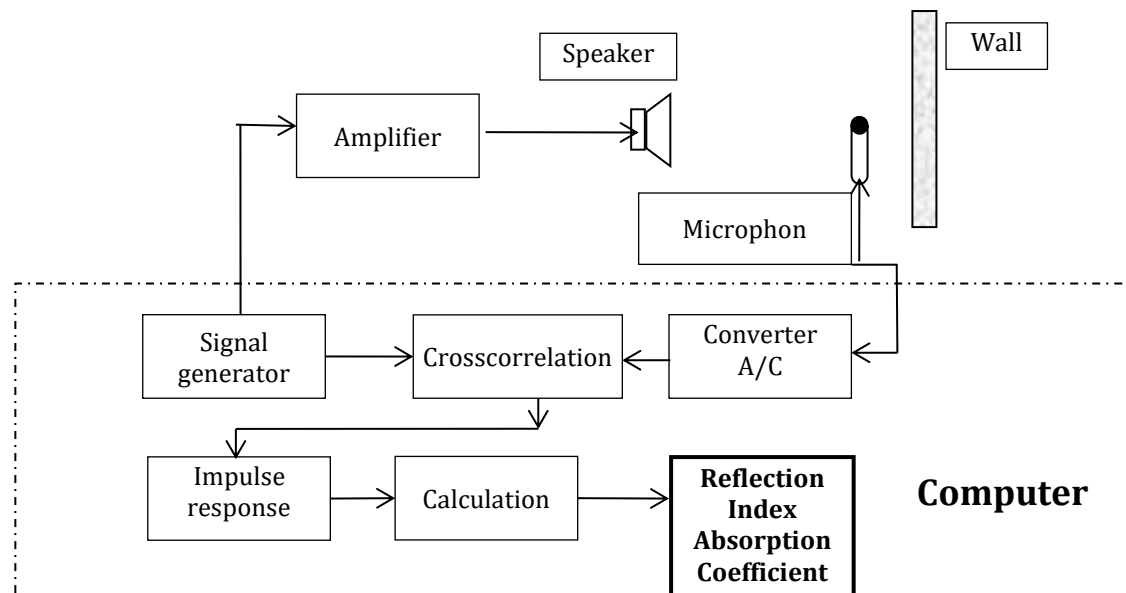 Speaker
Wall
Amplifier
Microphon
Signal
generator
Crosscorrelation
Converter
A/C
Impulse
response
Calculation
Reflection
Index
Absorption
Coefficient
Computer